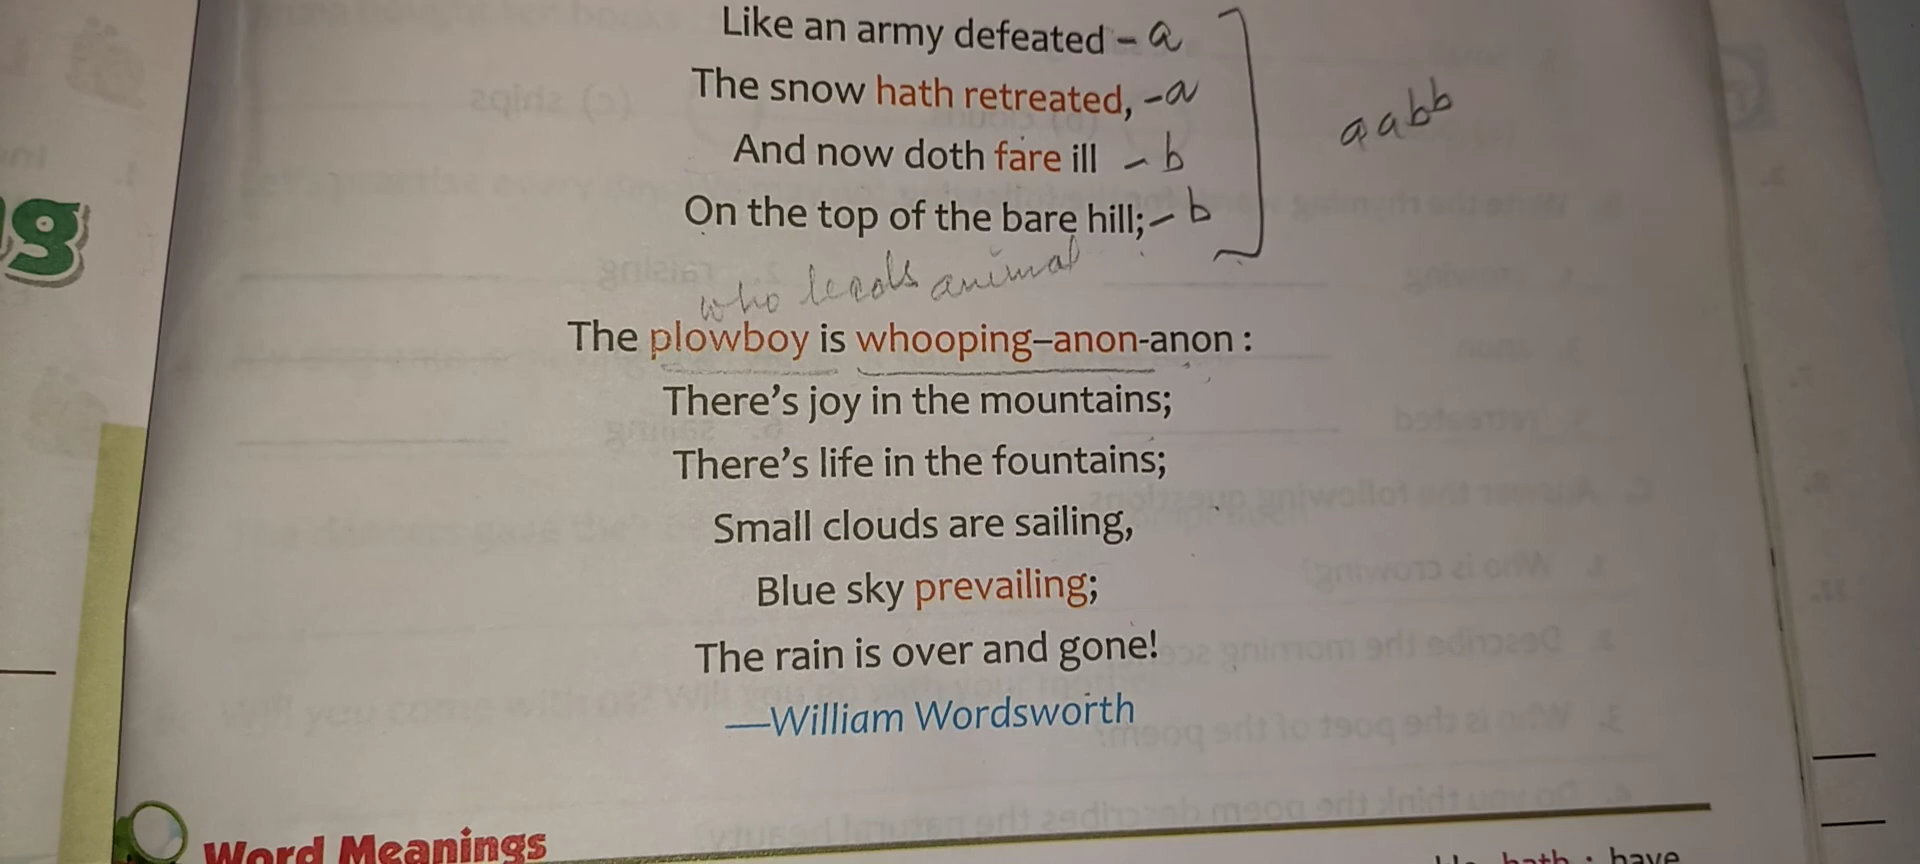 Like an army defeated - a
The snow hath retreated, - a
And now doth fare ill - b
On the top of the bare hill; - b
aabb
who leads animal
The plowboy is whooping–anon-anon :
There's joy in the mountains;
There's life in the fountains;
Small clouds are sailing,
Blue sky prevailing;
The rain is over and gone!
—William Wordsworth
g
Word Meanings
hath : have